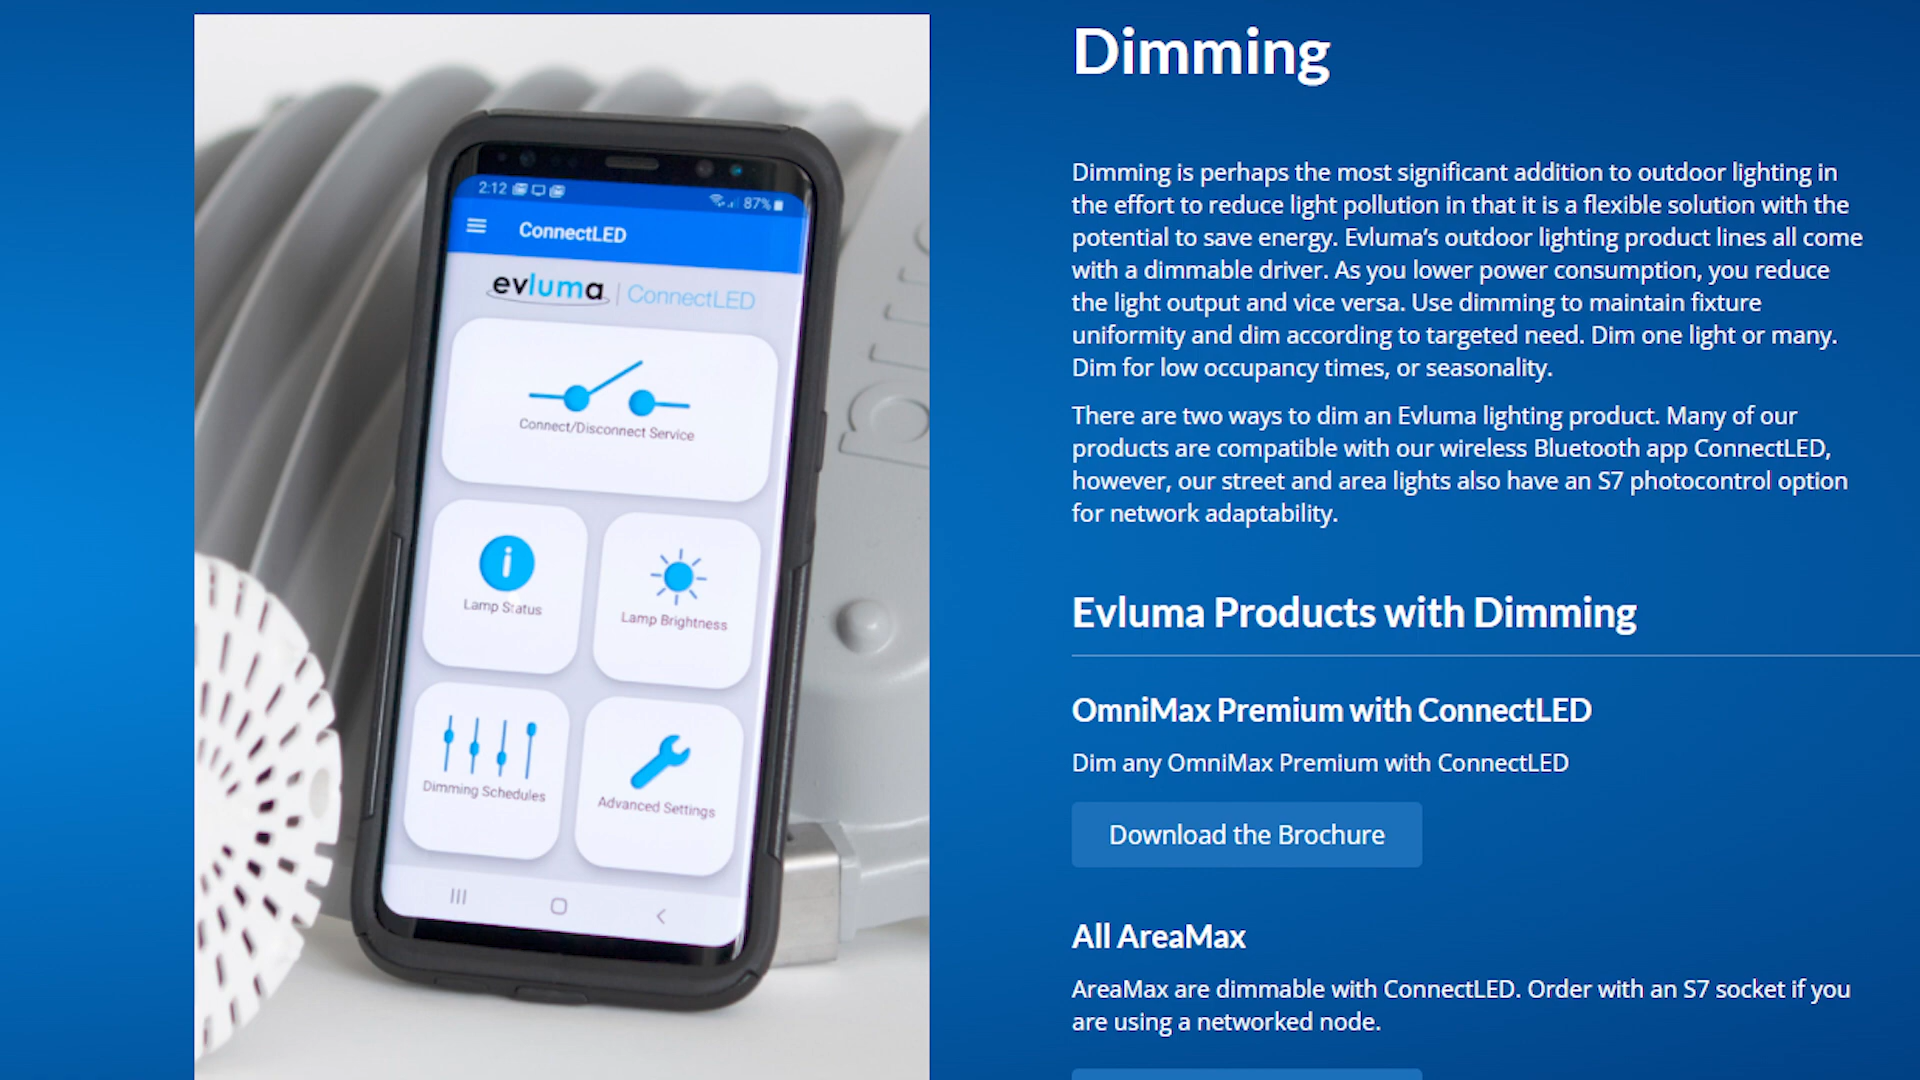 2:12
87%
ConnectLED
evluma | ConnectLED
Connect/Disconnect Service
Lamp Status
Lamp Brightness
Dimming Schedules
Advanced Settings
Dimming
Dimming is perhaps the most significant addition to outdoor lighting in
the effort to reduce light pollution in that it is a flexible solution with the
potential to save energy. Evluma’s outdoor lighting product lines all come
with a dimmable driver. As you lower power consumption, you reduce
the light output and vice versa. Use dimming to maintain fixture
uniformity and dim according to targeted need. Dim one light or many.
Dim for low occupancy times, or seasonality.
There are two ways to dim an Evluma lighting product. Many of our
products are compatible with our wireless Bluetooth app ConnectLED,
however, our street and area lights also have an S7 photocontrol option
for network adaptability.
Evluma Products with Dimming
OmniMax Premium with ConnectLED
Dim any OmniMax Premium with ConnectLED
Download the Brochure
All AreaMax
AreaMax are dimmable with ConnectLED. Order with an S7 socket if you
are using a networked node.